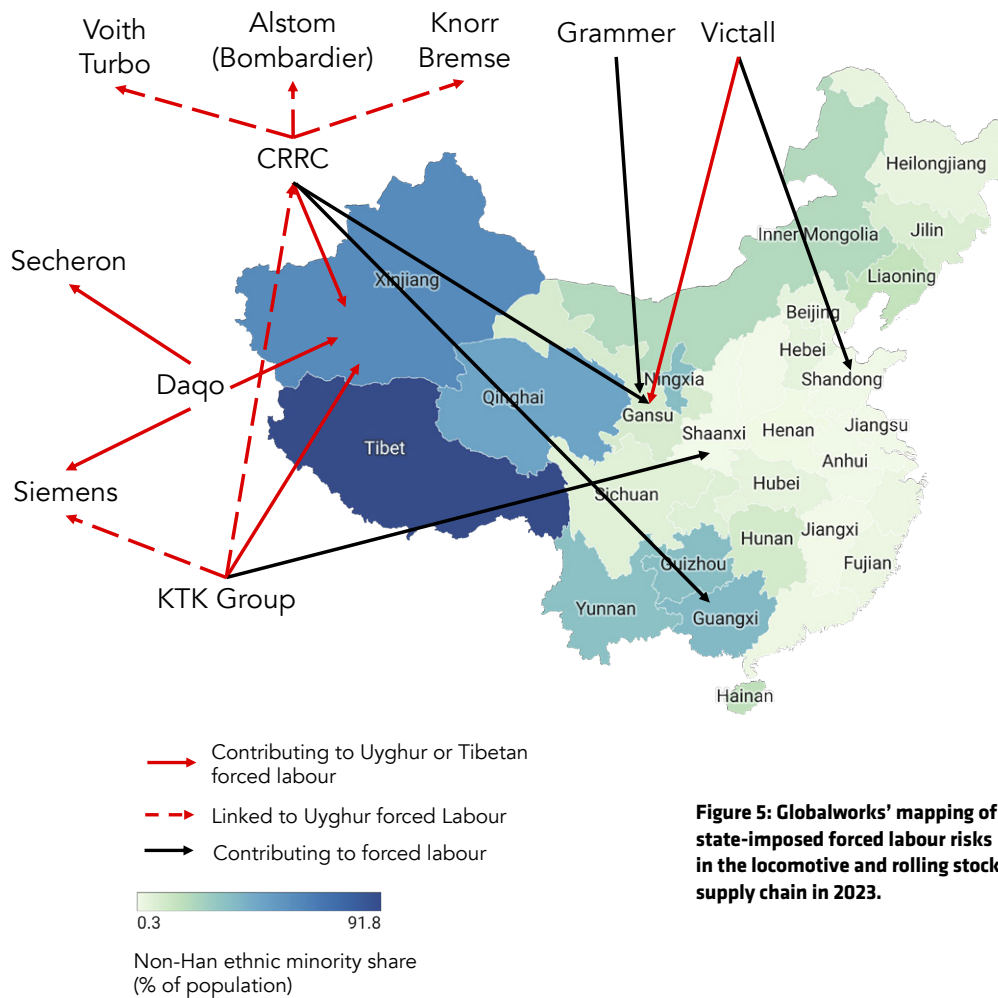 Voith
Turbo
Alstom
(Bombardier)
Knorr
Bremse
Grammer
Victall
CRRC
Heilongjiang
Jilin
Inner Mongolia
Liaoning
Secheron
Xinjiang
Beijing
Hebei
Daqo
Ningxia
Shandong
Qinghai
Gansu
Shaanxi
Henan
Jiangsu
Tibet
Anhui
Siemens
Sichuan
Hubei
Hunan
Jiangxi
Guizhou
Fujian
KTK Group
Yunnan
Guangxi
Hainan
Contributing to Uyghur or Tibetan
forced labour
Linked to Uyghur forced Labour
Contributing to forced labour
0.3
91.8
Non-Han ethnic minority share
(% of population)
Figure 5: Globalworks’ mapping of
state-imposed forced labour risks
in the locomotive and rolling stock
supply chain in 2023.